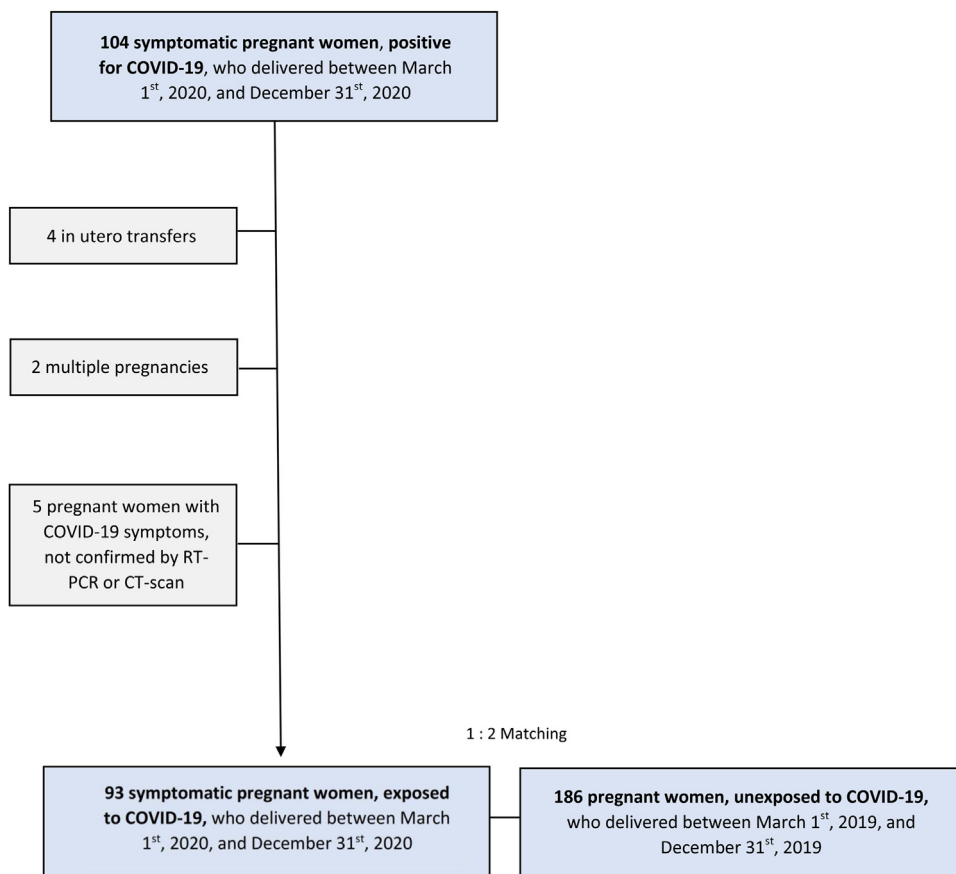 104 symptomatic pregnant women, positive
for COVID-19, who delivered between March
1st, 2020, and December 31st, 2020
4 in utero transfers
2 multiple pregnancies
5 pregnant women with
COVID-19 symptoms,
not confirmed by RT-
PCR or CT-scan
1 : 2 Matching
93 symptomatic pregnant women, exposed
to COVID-19, who delivered between March
1st, 2020, and December 31st, 2020
186 pregnant women, unexposed to COVID-19,
who delivered between March 1st, 2019, and
December 31st, 2019